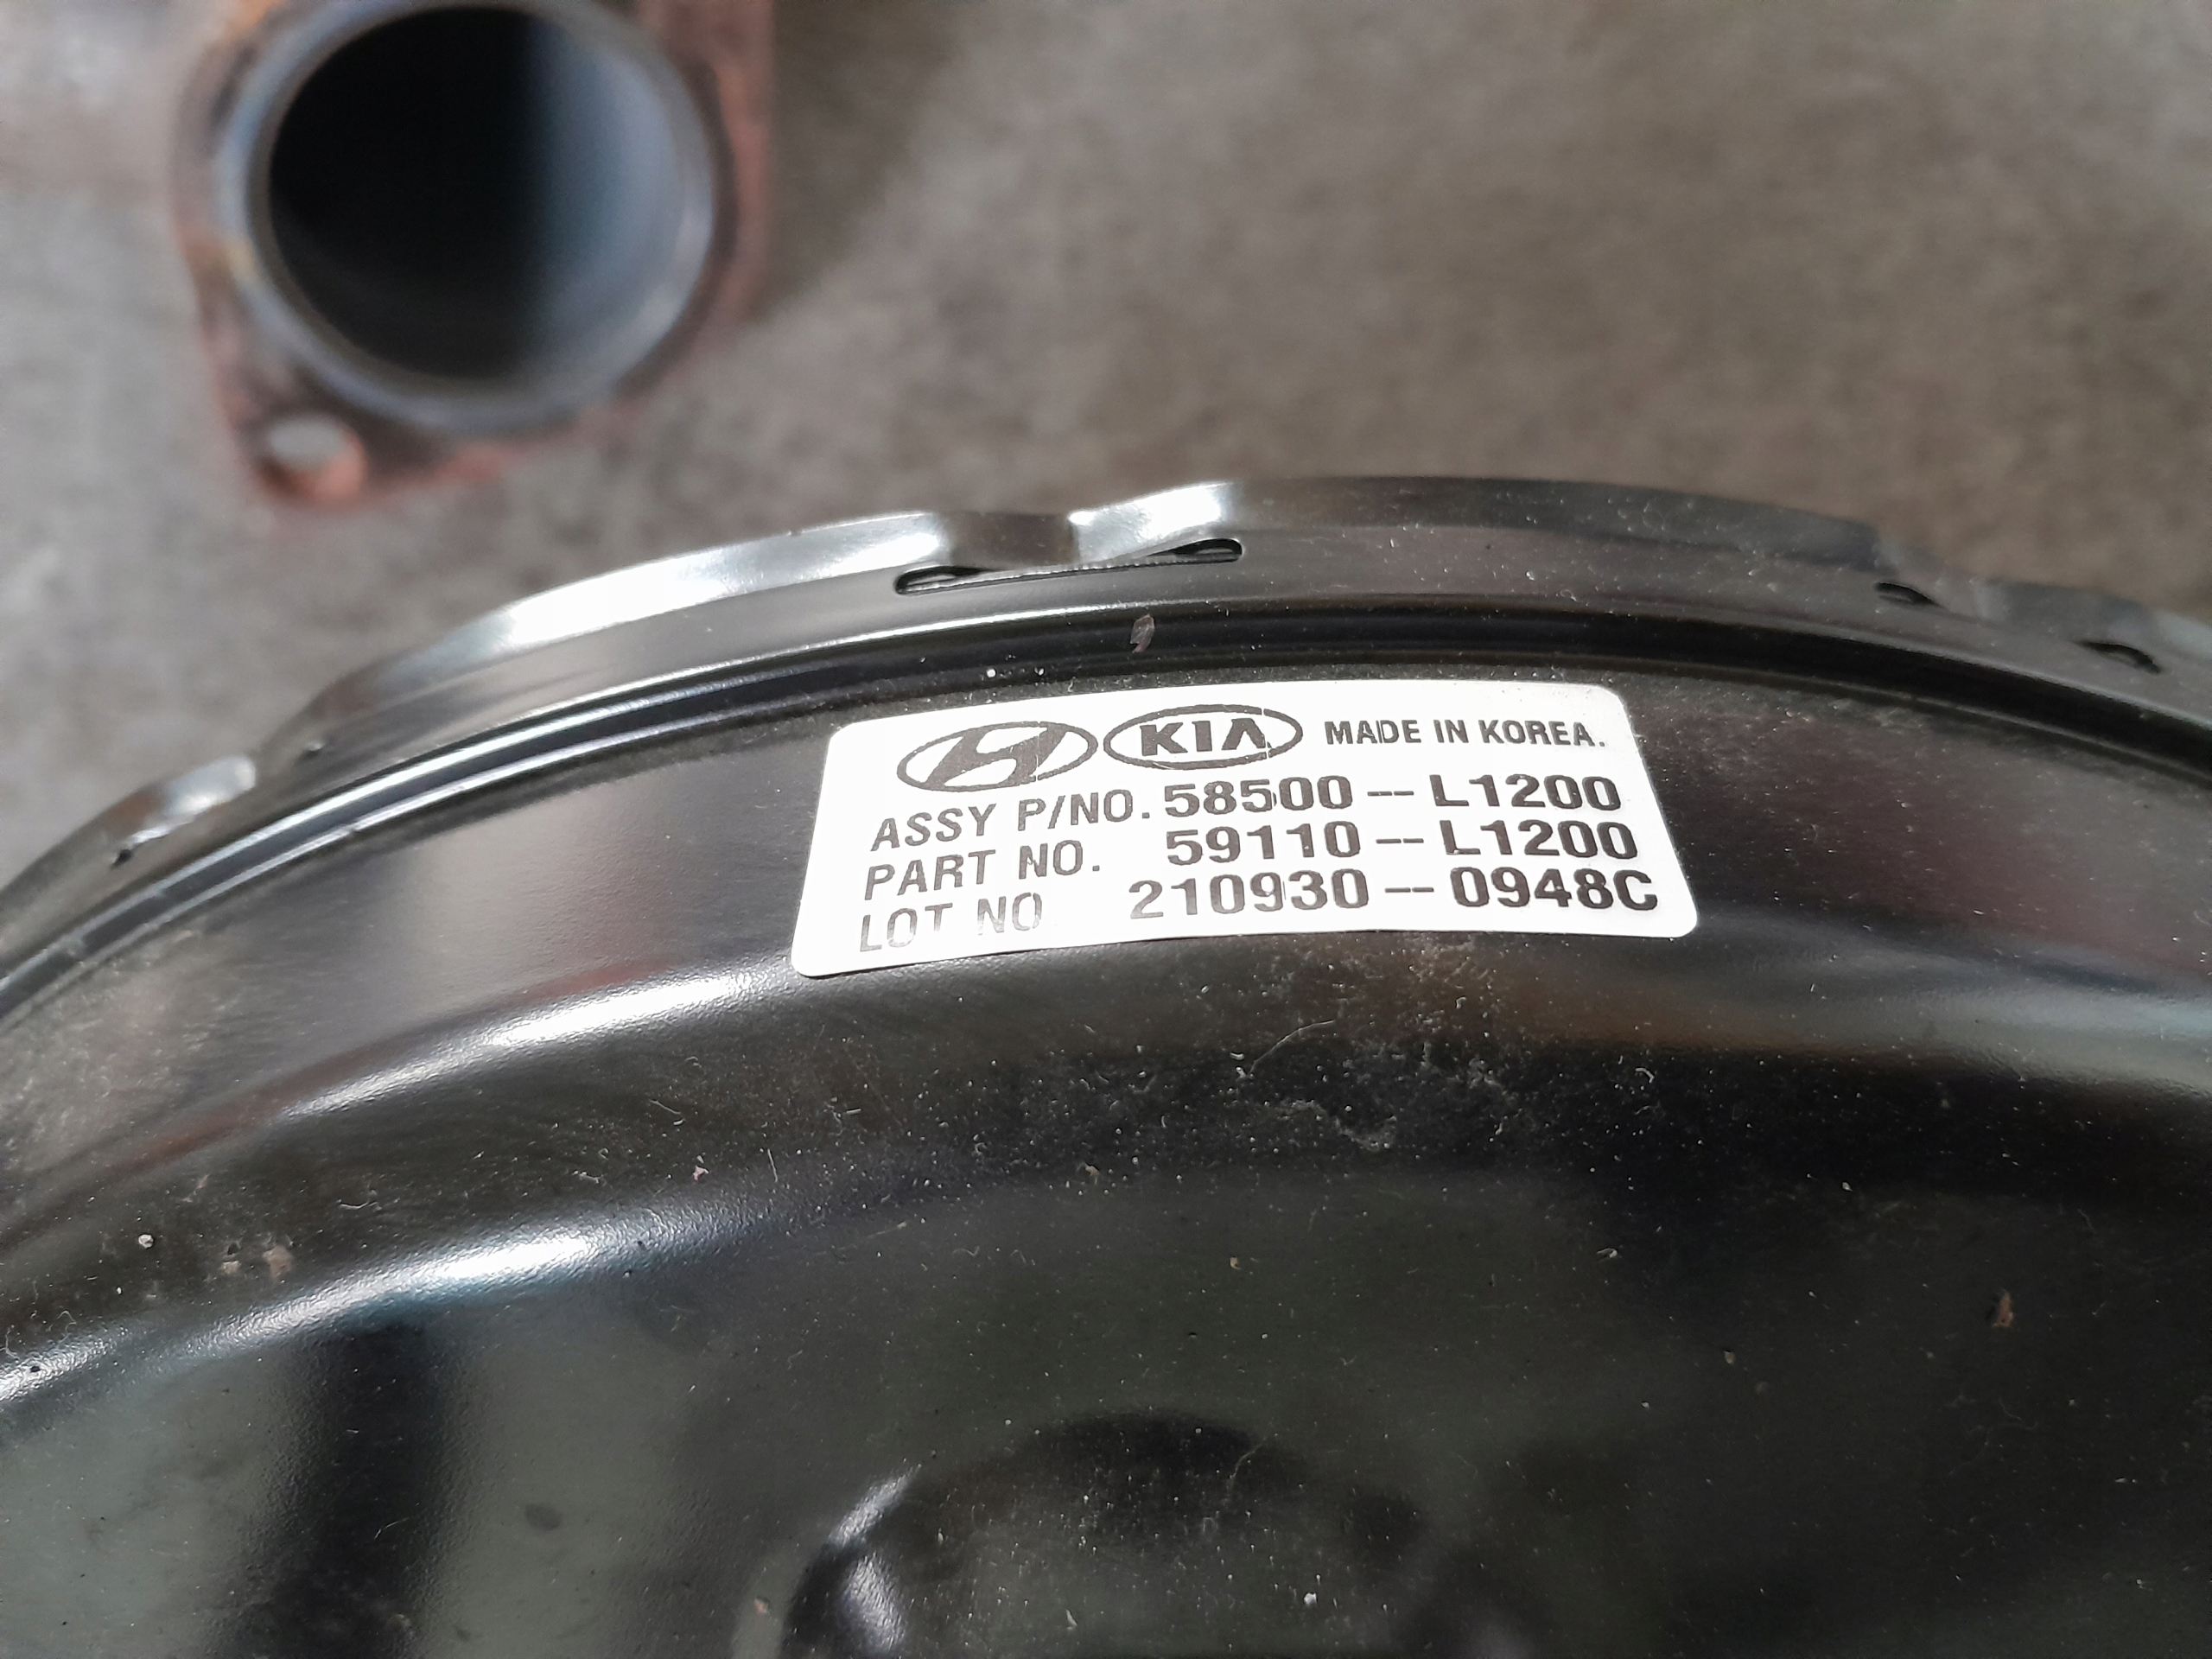 KIA MADE IN KOREA.
ASSY P/NO. 58500--L1200
PART NO. 59110--L1200
LOT NO 210930--0948C